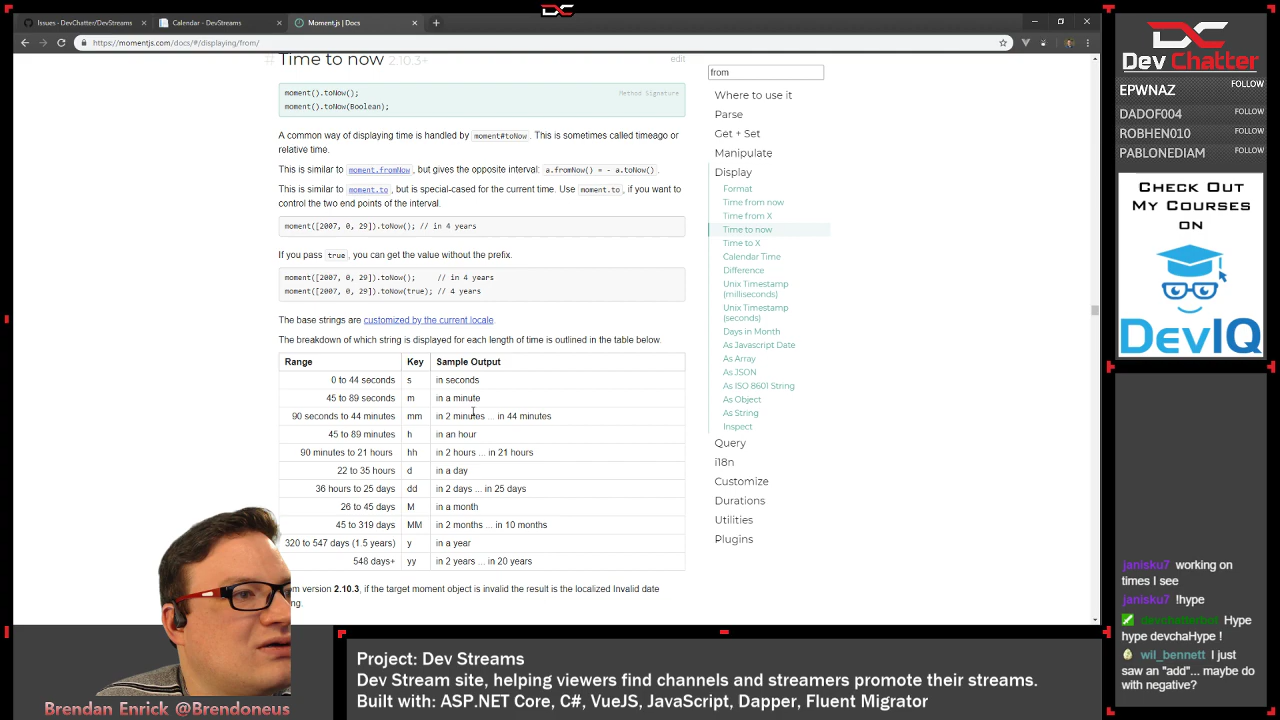 Issues - DevChatter/DevStreams
Calendar - DevStreams
Moment.js | Docs
https://momentjs.com/docs/#/displaying/from/
DC
# Time to now 2.10.3+
edit
moment().toNow();
moment().toNow(Boolean);
Method Signature
A common way of displaying time is handled by moment#toNow. This is sometimes called timeago or
relative time.
This is similar to moment.fromNow, but gives the opposite interval: a.fromNow() = - a.toNow().
This is similar to moment.to, but is special-cased for the current time. Use moment.to, if you want to
control the two end points of the interval.
moment([2007, 0, 29]).toNow(); // in 4 years
If you pass true, you can get the value without the prefix.
moment([2007, 0, 29]).toNow(); // in 4 years
moment([2007, 0, 29]).toNow(true); // 4 years
The base strings are customized by the current locale.
The breakdown of which string is displayed for each length of time is outlined in the table below.
Range Key Sample Output
0 to 44 seconds s in seconds
45 to 89 seconds m in a minute
90 seconds to 44 minutes mm in 2 minutes ... in 44 minutes
45 to 89 minutes h in an hour
90 minutes to 21 hours hh in 2 hours ... in 21 hours
22 to 35 hours d in a day
36 hours to 25 days dd in 2 days ... in 25 days
26 to 45 days M in a month
45 to 319 days MM in 2 months ... in 10 months
320 to 547 days (1.5 years) y in a year
548 days+ yy in 2 years ... in 20 years
version 2.10.3, if the target moment object is invalid the result is the localized Invalid date
from
Where to use it
Parse
Get + Set
Manipulate
Display
Format
Time from now
Time from X
Time to now
Time to X
Calendar Time
Difference
Unix Timestamp
(milliseconds)
Unix Timestamp
(seconds)
Days in Month
As Javascript Date
As Array
As JSON
As ISO 8601 String
As Object
As String
Inspect
Query
i18n
Customize
Durations
Utilities
Plugins
DC
Dev Chatter
EPWNAZ FOLLOW
DADOF004 FOLLOW
ROBHEN010 FOLLOW
PABLONEDIAM FOLLOW
CHECK OUT
MY COURSES
ON
DevIQ
janisku7 working on
times I see
janisku7 !hype
devchatterbot Hype
hype devchaHype !
wil_bennett I just
saw an "add"... maybe do
with negative?
Project: Dev Streams
Dev Stream site, helping viewers find channels and streamers promote their streams.
Built with: ASP.NET Core, C#, VueJS, JavaScript, Dapper, Fluent Migrator
Brendan Enrick @Brendoneus